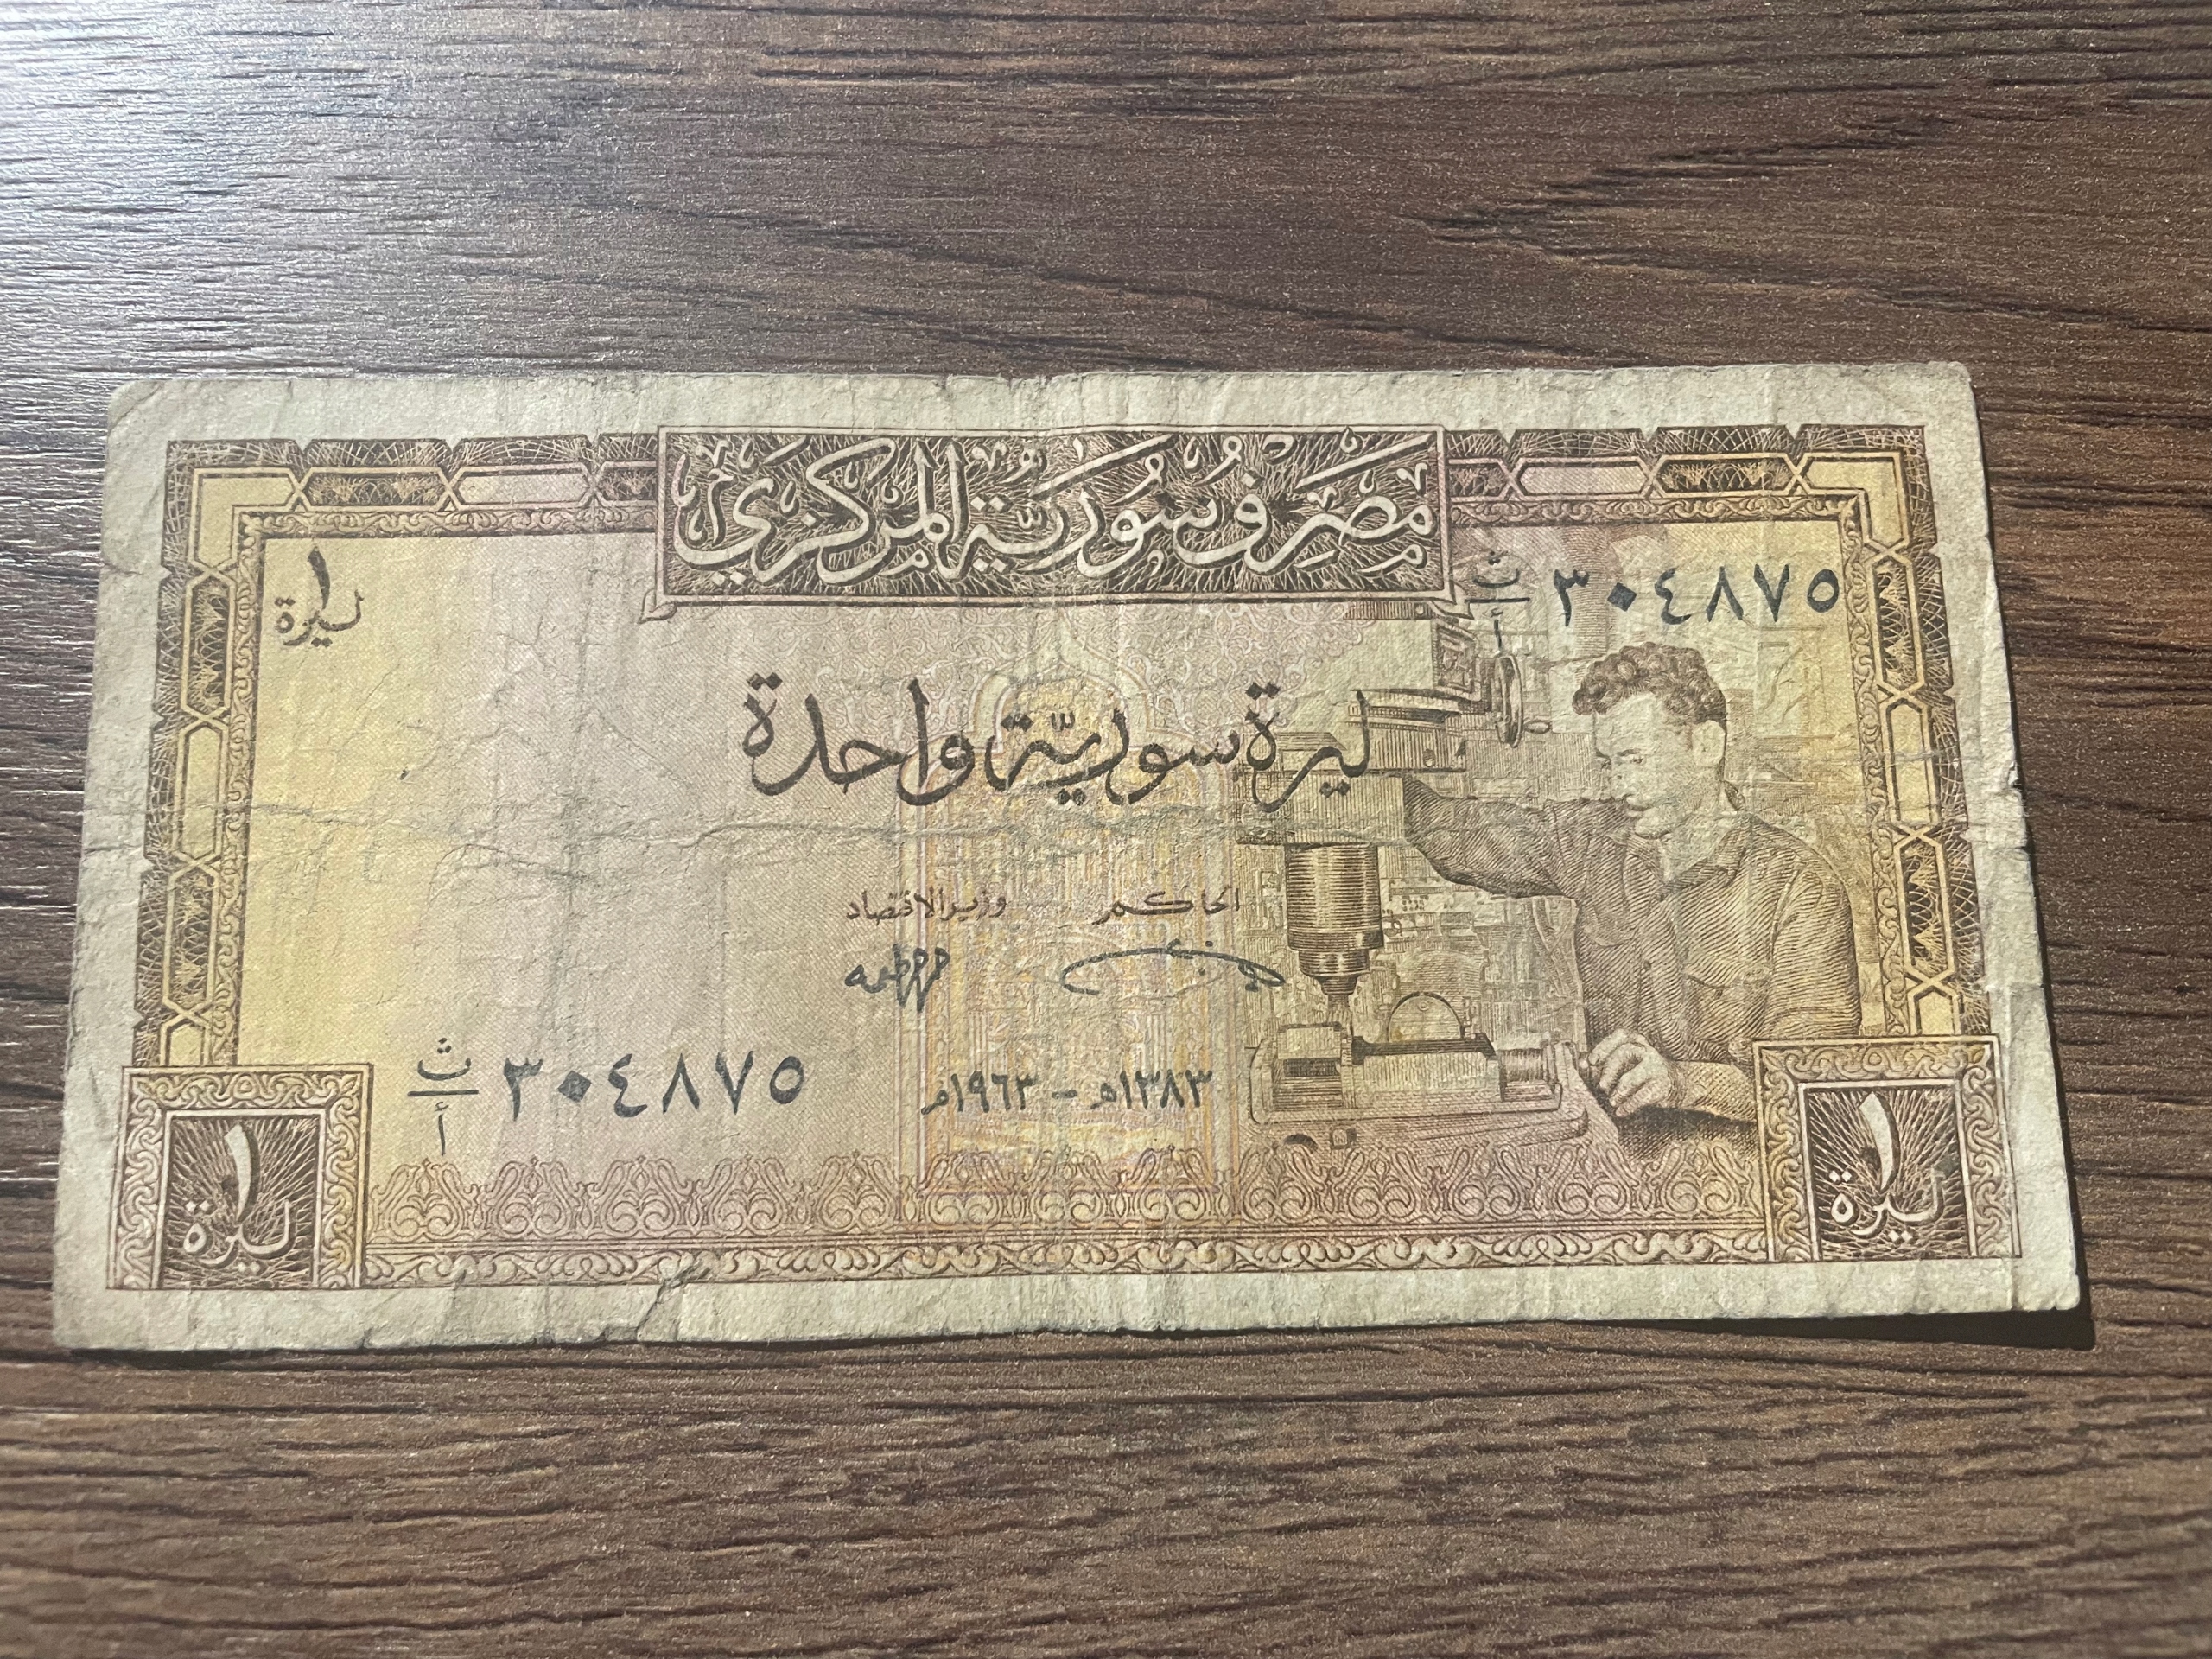 مصرف سورية المركزي
١
ليرة
ث/أ ٣٠٤٨٧٥
ليرة سورية واحدة
الحاكم وزير الاقتصاد
١٣٨٣هـ - ١٩٦٣م
ث/أ ٣٠٤٨٧٥
١
ليرة
١
ليرة